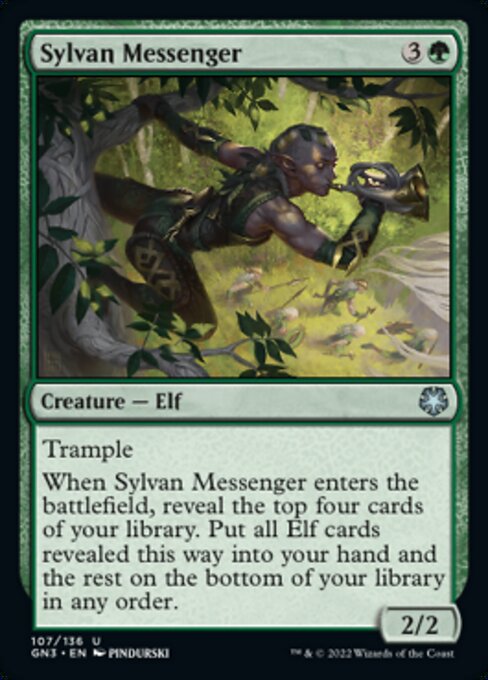 Sylvan Messenger 3
Creature — Elf
Trample
When Sylvan Messenger enters the
battlefield, reveal the top four cards
of your library. Put all Elf cards
revealed this way into your hand and
the rest on the bottom of your library
in any order.
2/2
107/136 U
GN3 • EN PINDURSKI
™ & © 2022 Wizards of the Coast